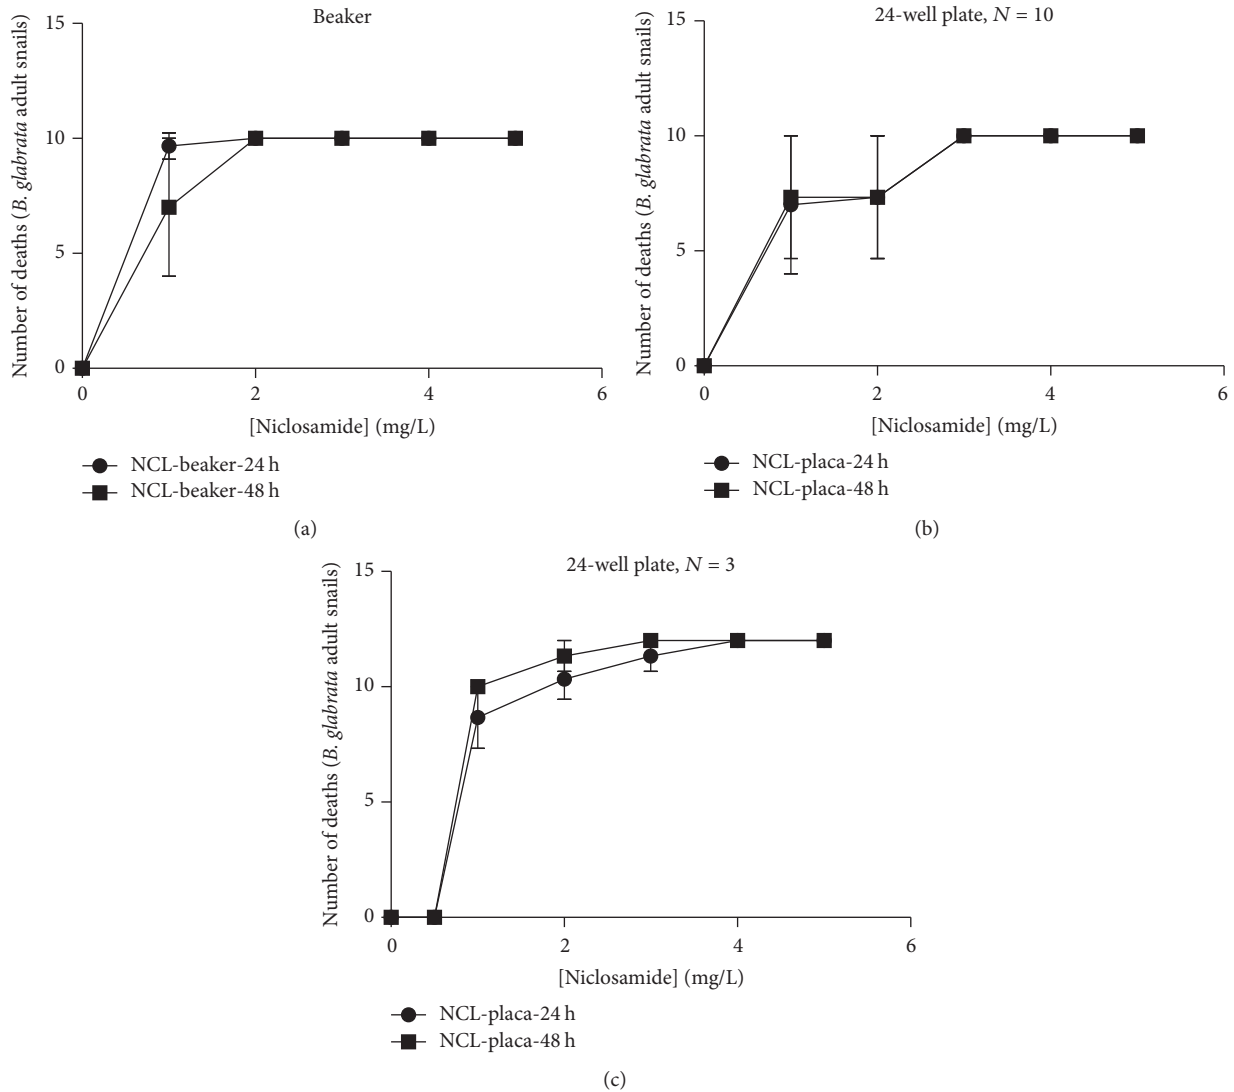 Beaker
Number of deaths (B. glabrata adult snails)
15
10
5
0
0 2 4 6
[Niclosamide] (mg/L)
NCL-beaker-24 h
NCL-beaker-48 h
(a)
24-well plate, N = 10
Number of deaths (B. glabrata adult snails)
15
10
5
0
0 2 4 6
[Niclosamide] (mg/L)
NCL-placa-24 h
NCL-placa-48 h
(b)
24-well plate, N = 3
Number of deaths (B. glabrata adult snails)
15
10
5
0
0 2 4 6
[Niclosamide] (mg/L)
NCL-placa-24 h
NCL-placa-48 h
(c)